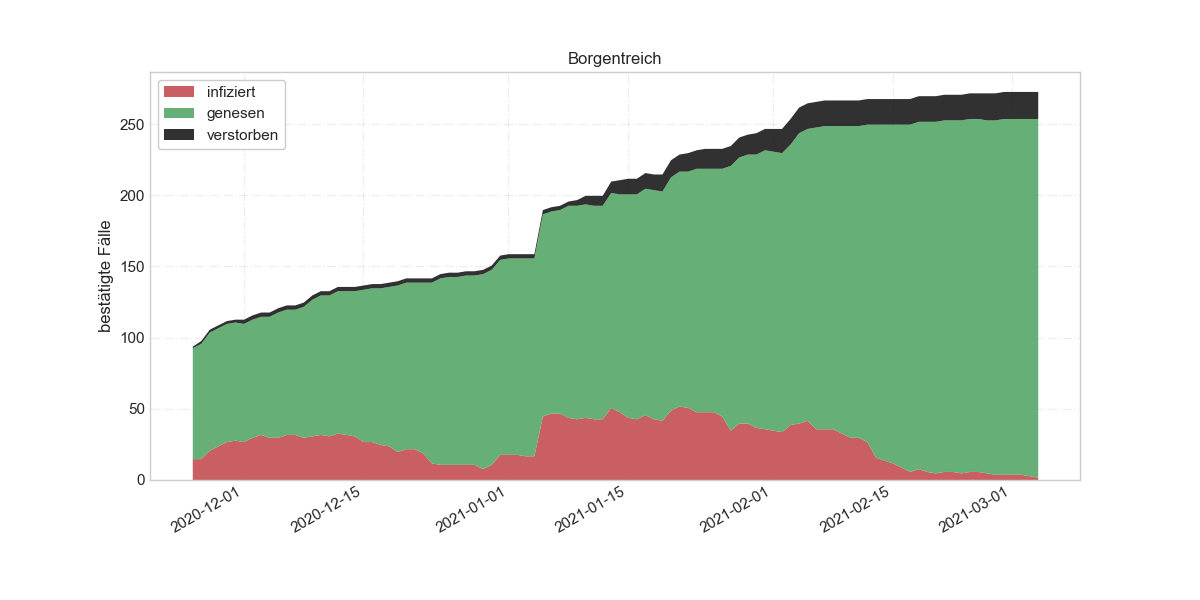 Borgentreich
infiziert
genesen
verstorben
bestätigte Fälle
250
200
150
100
50
0
2020-12-01
2020-12-15
2021-01-01
2021-01-15
2021-02-01
2021-02-15
2021-03-01